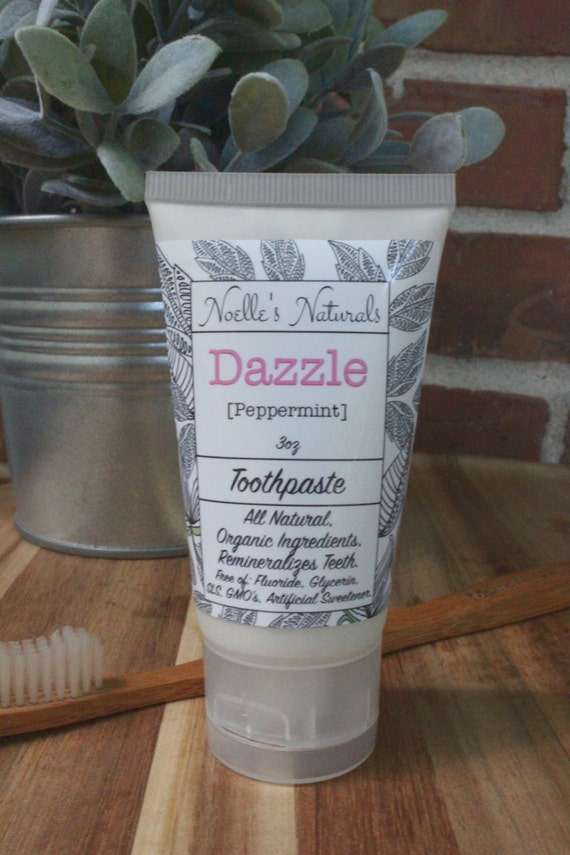 Noelle's Naturals
Dazzle
[Peppermint]
3oz
Toothpaste
All Natural.
Organic Ingredients.
Remineralizes Teeth.
Free of: Fluoride, Glycerin,
SLS, GMO's, Artificial Sweetener.